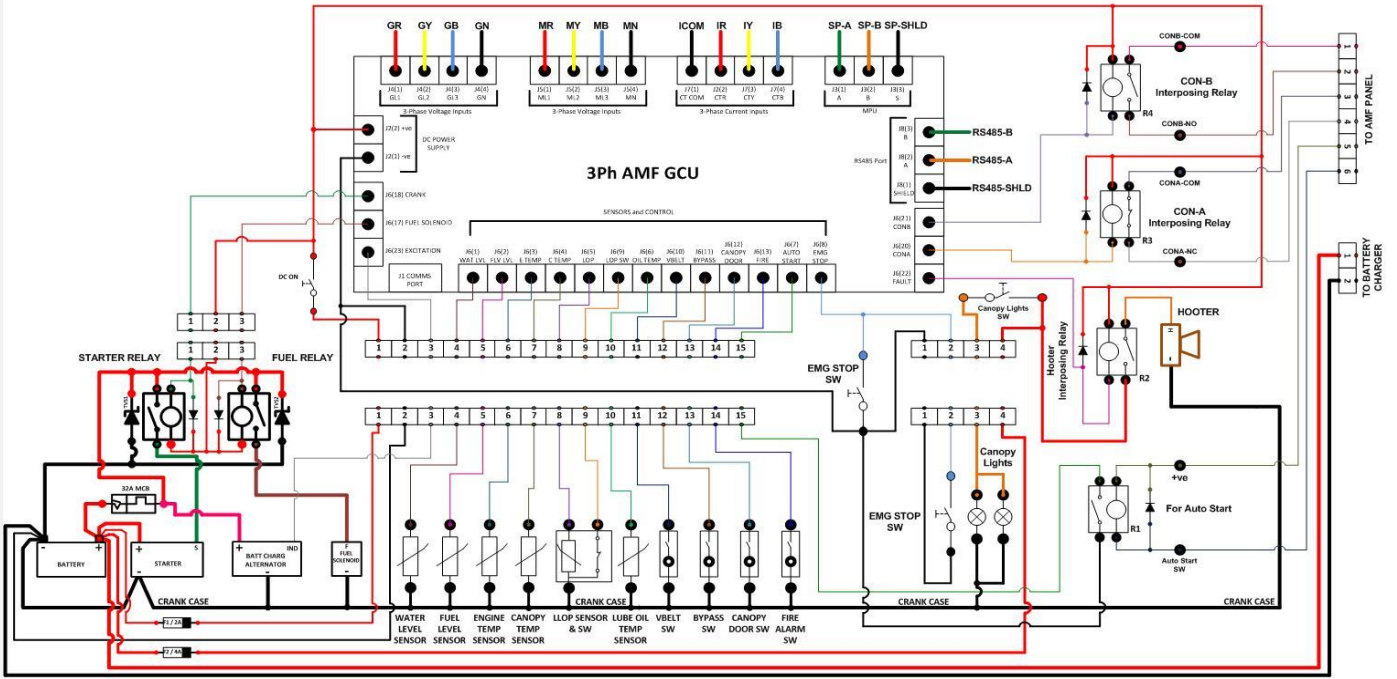 GR GY GB GN MR MY MB MN ICOM IR IY IB SP-A SP-B SP-SHLD
J4(1) J4(2) J4(3) J4(4) J5(1) J5(2) J5(3) J5(4) J7(1) J2(2) J7(3) J7(4) J3(1) J3(2) J3(3)
GL1 GL2 GL3 GN ML1 ML2 ML3 MN CT COM CTR CTY CTB A B S
3-Phase Voltage Inputs 3-Phase Voltage Inputs 3-Phase Current Inputs MPU
J2(2) +ve
J2(1) -ve
DC POWER
SUPPLY
J6(18) CRANK
J6(17) FUEL SOLENOID
J6(23) EXCITATION
J1 COMMS
PORT
3Ph AMF GCU
SENSORS and CONTROL
J6(1) J6(2) J6(3) J6(4) J6(5) J6(9) J6(6) J6(10) J6(11) J6(12) J6(13) J6(7) J6(8)
WAT LVL FLV LVL E TEMP C TEMP LOP LOP SW OIL TEMP VBELT BYPASS CANOPY DOOR FIRE AUTO START EMG STOP
RS485 Port
J8(3)
B
RS485-B
J8(2)
A
RS485-A
J8(1)
SHIELD
RS485-SHLD
J6(21)
CONB
J6(20)
CONA
J6(22)
FAULT
CONB-COM
CON-B
Interposing Relay
R4
CONB-NO
CONA-COM
CON-A
Interposing Relay
R3
CONA-NC
1
2
3
4
5
6
TO AMF PANEL
1
2
TO BATTERY
CHARGER
DC ON
Canopy Lights
SW
Hooter
Interposing Relay
R2
HOOTER
H
-
1 2 3
1 2 3
STARTER RELAY
FUEL RELAY
TVS1
TVS2
1 2 3 4 5 6 7 8 9 10 11 12 13 14 15
1 2 3 4
EMG STOP
SW
1 2 3 4 5 6 7 8 9 10 11 12 13 14 15
1 2 3 4
Canopy
Lights
EMG STOP
SW
+ve
R1
For Auto Start
Auto Start
SW
32A MCB
- +
BATTERY
+ S
STARTER
-
+ IND
BATT CHARG
ALTERNATOR
-
F
FUEL
SOLENOID
-
CRANK CASE
CRANK CASE
CRANK CASE
CRANK CASE
F1 / 2A
F2 / 4A
WATER
LEVEL
SENSOR
FUEL
LEVEL
SENSOR
ENGINE
TEMP
SENSOR
CANOPY
TEMP
SENSOR
LLOP SENSOR
& SW
LUBE OIL
TEMP
SENSOR
VBELT
SW
BYPASS
SW
CANOPY
DOOR SW
FIRE
ALARM
SW